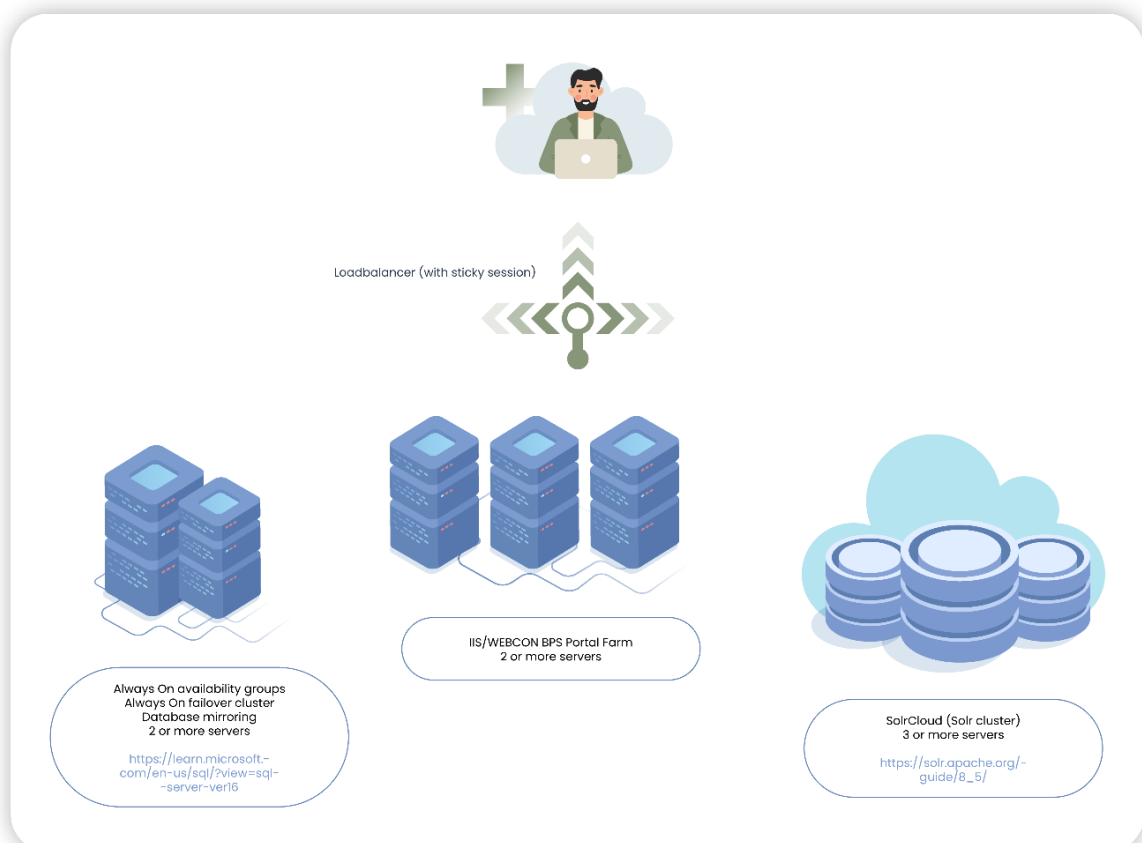 Loadbalancer (with sticky session)
IIS/WEBCON BPS Portal Farm
2 or more servers
Always On availability groups
Always On failover cluster
Database mirroring
2 or more servers
https://learn.microsoft.-
com/en-us/sql/?view=sql-
-server-ver16
SolrCloud (Solr cluster)
3 or more servers
https://solr.apache.org/-
guide/8_5/